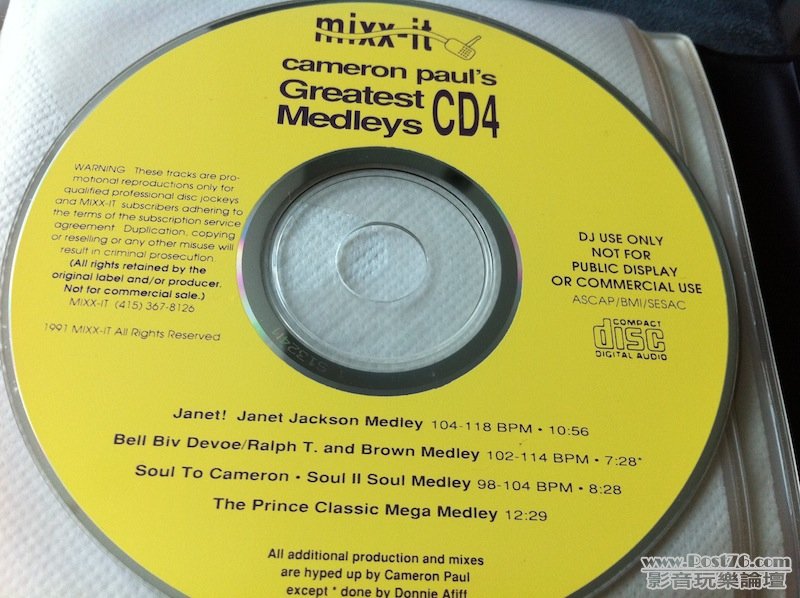 mixx-it
cameron paul's
Greatest
Medleys CD4
WARNING These tracks are pro-
motional reproductions only for
qualified professional disc jockeys
and MIXX-IT subscribers adhering to
the terms of the subscription service
agreement. Duplication, copying
or reselling or any other misuse will
result in criminal prosecution.
(All rights retained by the
original label and/or producer.
Not for commercial sale.)
MIXX-IT (415) 367-8126
1991 MIXX-IT All Rights Reserved
DJ USE ONLY
NOT FOR
PUBLIC DISPLAY
OR COMMERCIAL USE
ASCAP/BMI/SESAC
COMPACT
disc
DIGITAL AUDIO
Janet! Janet Jackson Medley 104-118 BPM • 10:56
Bell Biv Devoe/Ralph T. and Brown Medley 102-114 BPM • 7:28*
Soul To Cameron • Soul II Soul Medley 98-104 BPM • 8:28
The Prince Classic Mega Medley 12:29
All additional production and mixes
are hyped up by Cameron Paul
except * done by Donnie Afiff
www.Post76.com
影音玩樂論壇